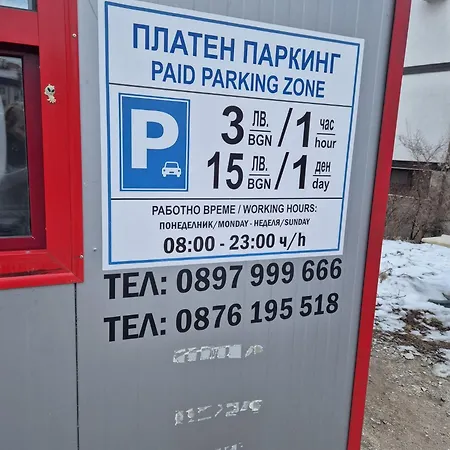 ПЛАТЕН ПАРКИНГ
PAID PARKING ZONE
P
3 ЛВ. BGN / 1 час hour
15 ЛВ. BGN / 1 ден day
РАБОТНО ВРЕМЕ / WORKING HOURS:
ПОНЕДЕЛНИК/MONDAY - НЕДЕЛЯ/SUNDAY
08:00 - 23:00 ч/h
ТЕЛ: 0897 999 666
ТЕЛ: 0876 195 518